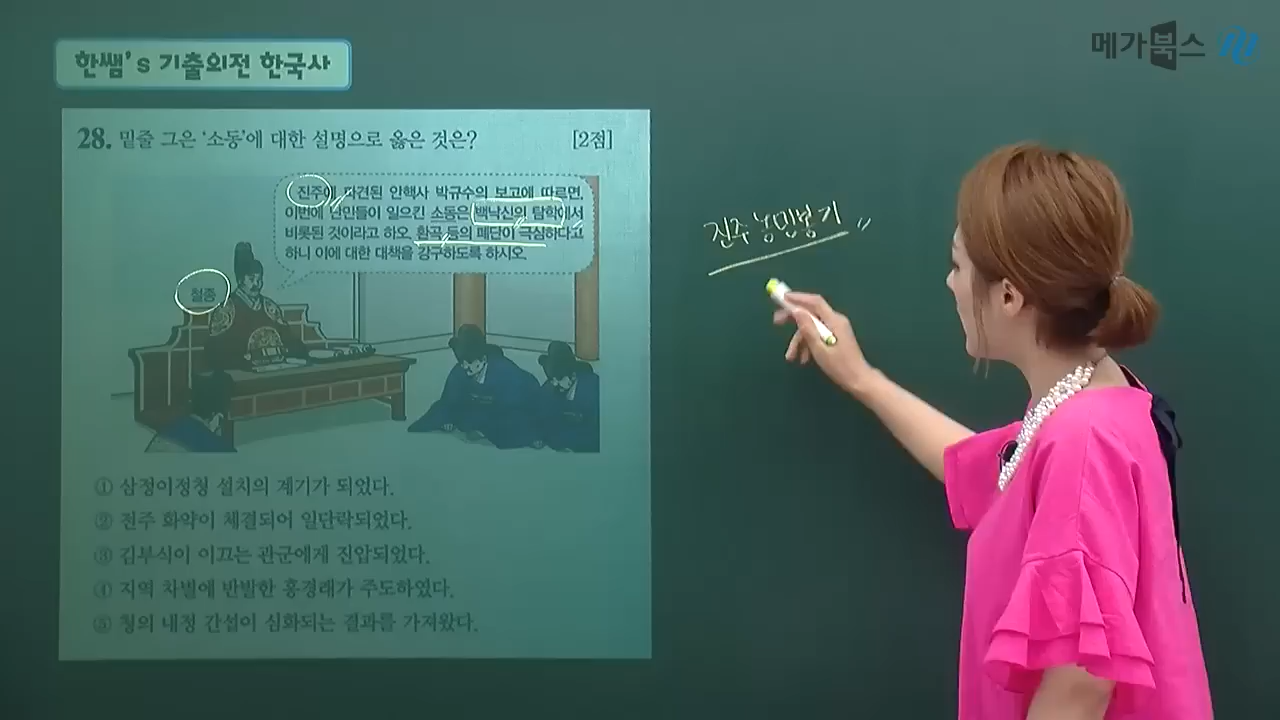 메가북스
한쌤's 기출의전 한국사
28. 밑줄 그은 '소동'에 대한 설명으로 옳은 것은? [2점]
진주에 파견된 안핵사 박규수의 보고에 따르면,
이번에 난민들이 일으킨 소동은 백낙신의 탐학에서
비롯된 것이라고 하오. 환곡 등의 폐단이 극심하다고
하니 이에 대한 대책을 강구하도록 하시오.
철종
진주 농민봉기
① 삼정이정청 설치의 계기가 되었다.
② 전주 화약이 체결되어 일단락되었다.
③ 김부식이 이끄는 관군에게 진압되었다.
④ 지역 차별에 반발한 홍경래가 주도하였다.
⑤ 청의 내정 간섭이 심화되는 결과를 가져왔다.